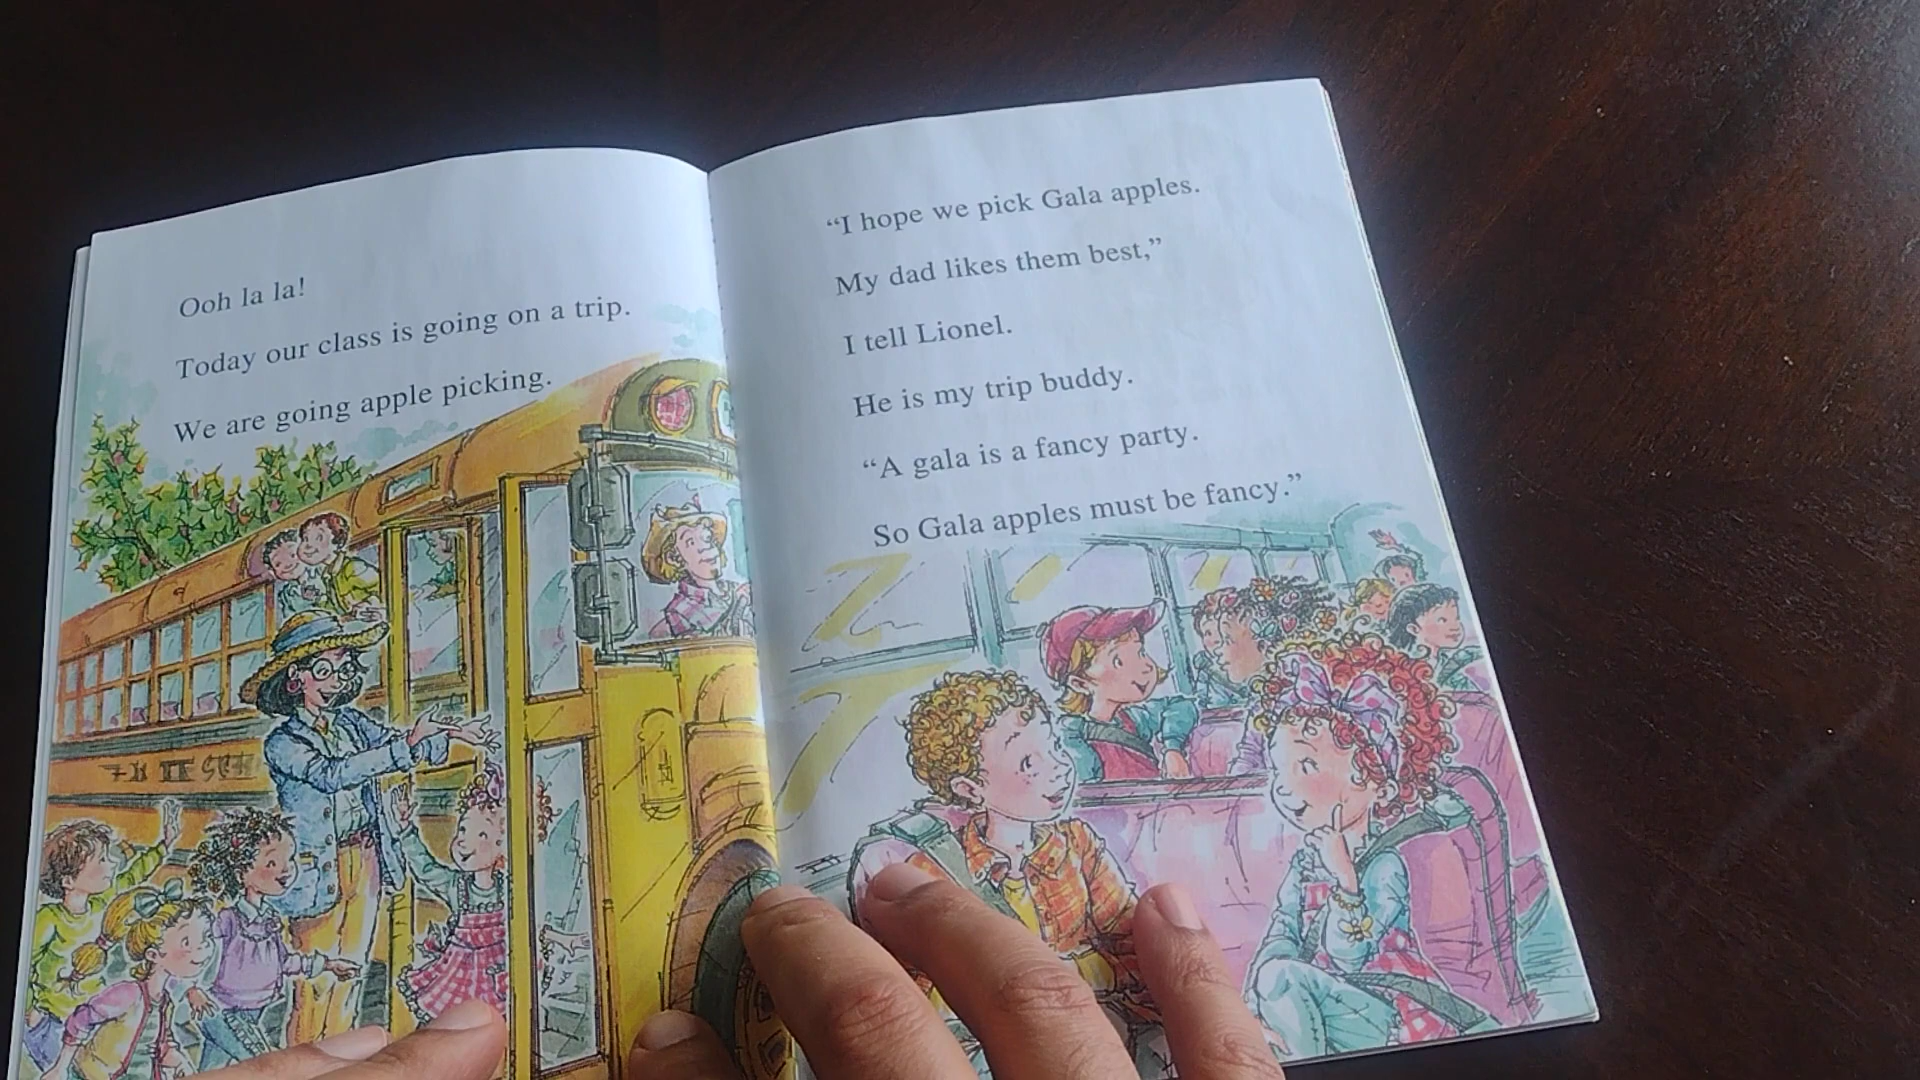 Ooh la la!
Today our class is going on a trip.
We are going apple picking.
“I hope we pick Gala apples.
My dad likes them best,”
I tell Lionel.
He is my trip buddy.
“A gala is a fancy party.
So Gala apples must be fancy.”